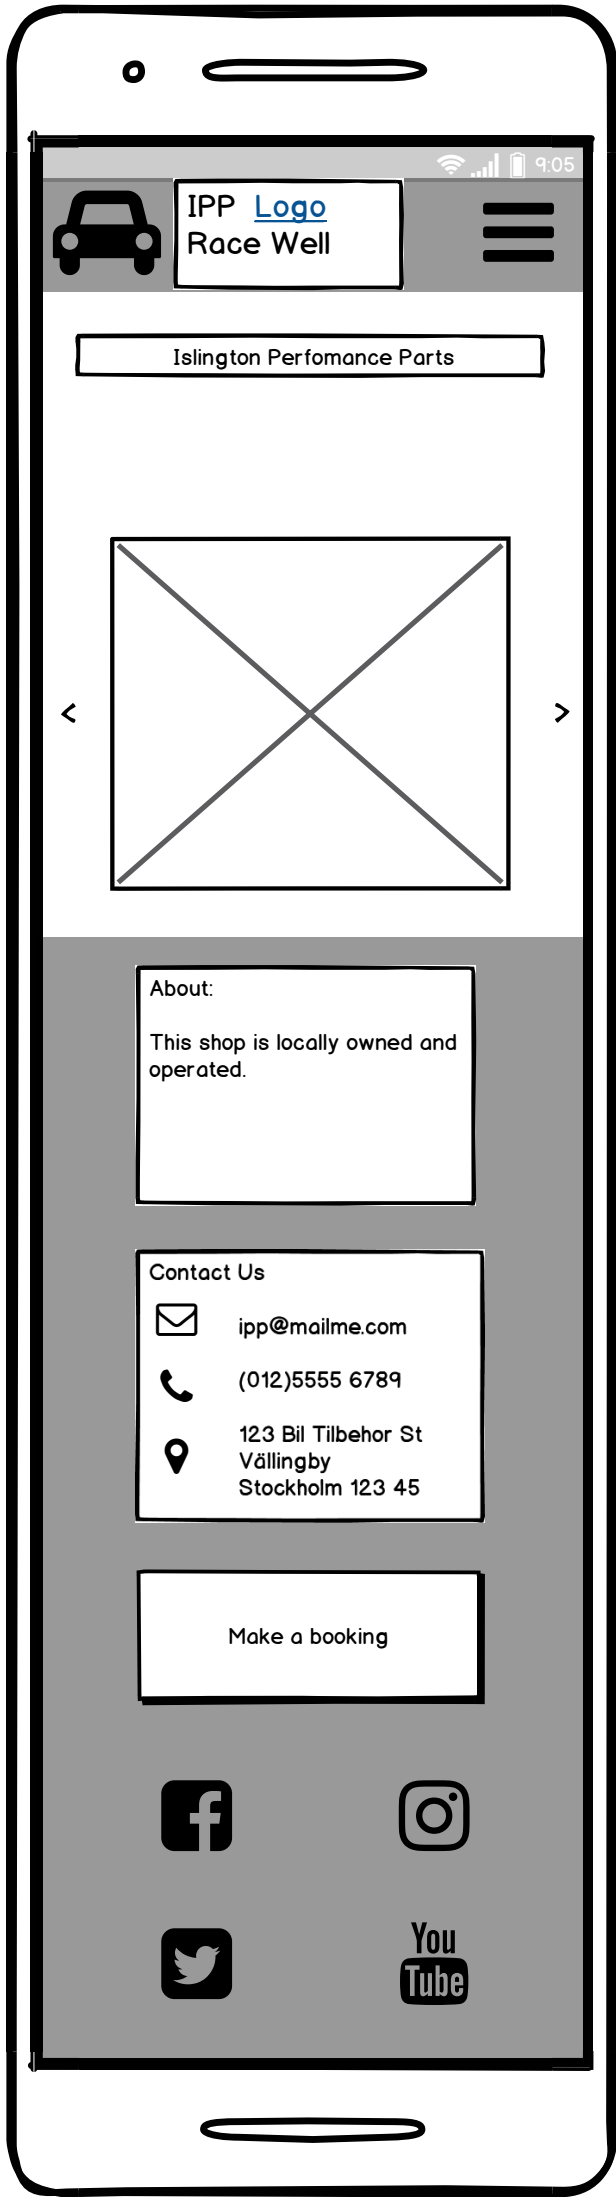 9:05
IPP Logo
Race Well
Islington Perfomance Parts
<
>
About:
This shop is locally owned and
operated.
Contact Us
ipp@mailme.com
(012)5555 6789
123 Bil Tilbehor St
Vällingby
Stockholm 123 45
Make a booking
You
Tube